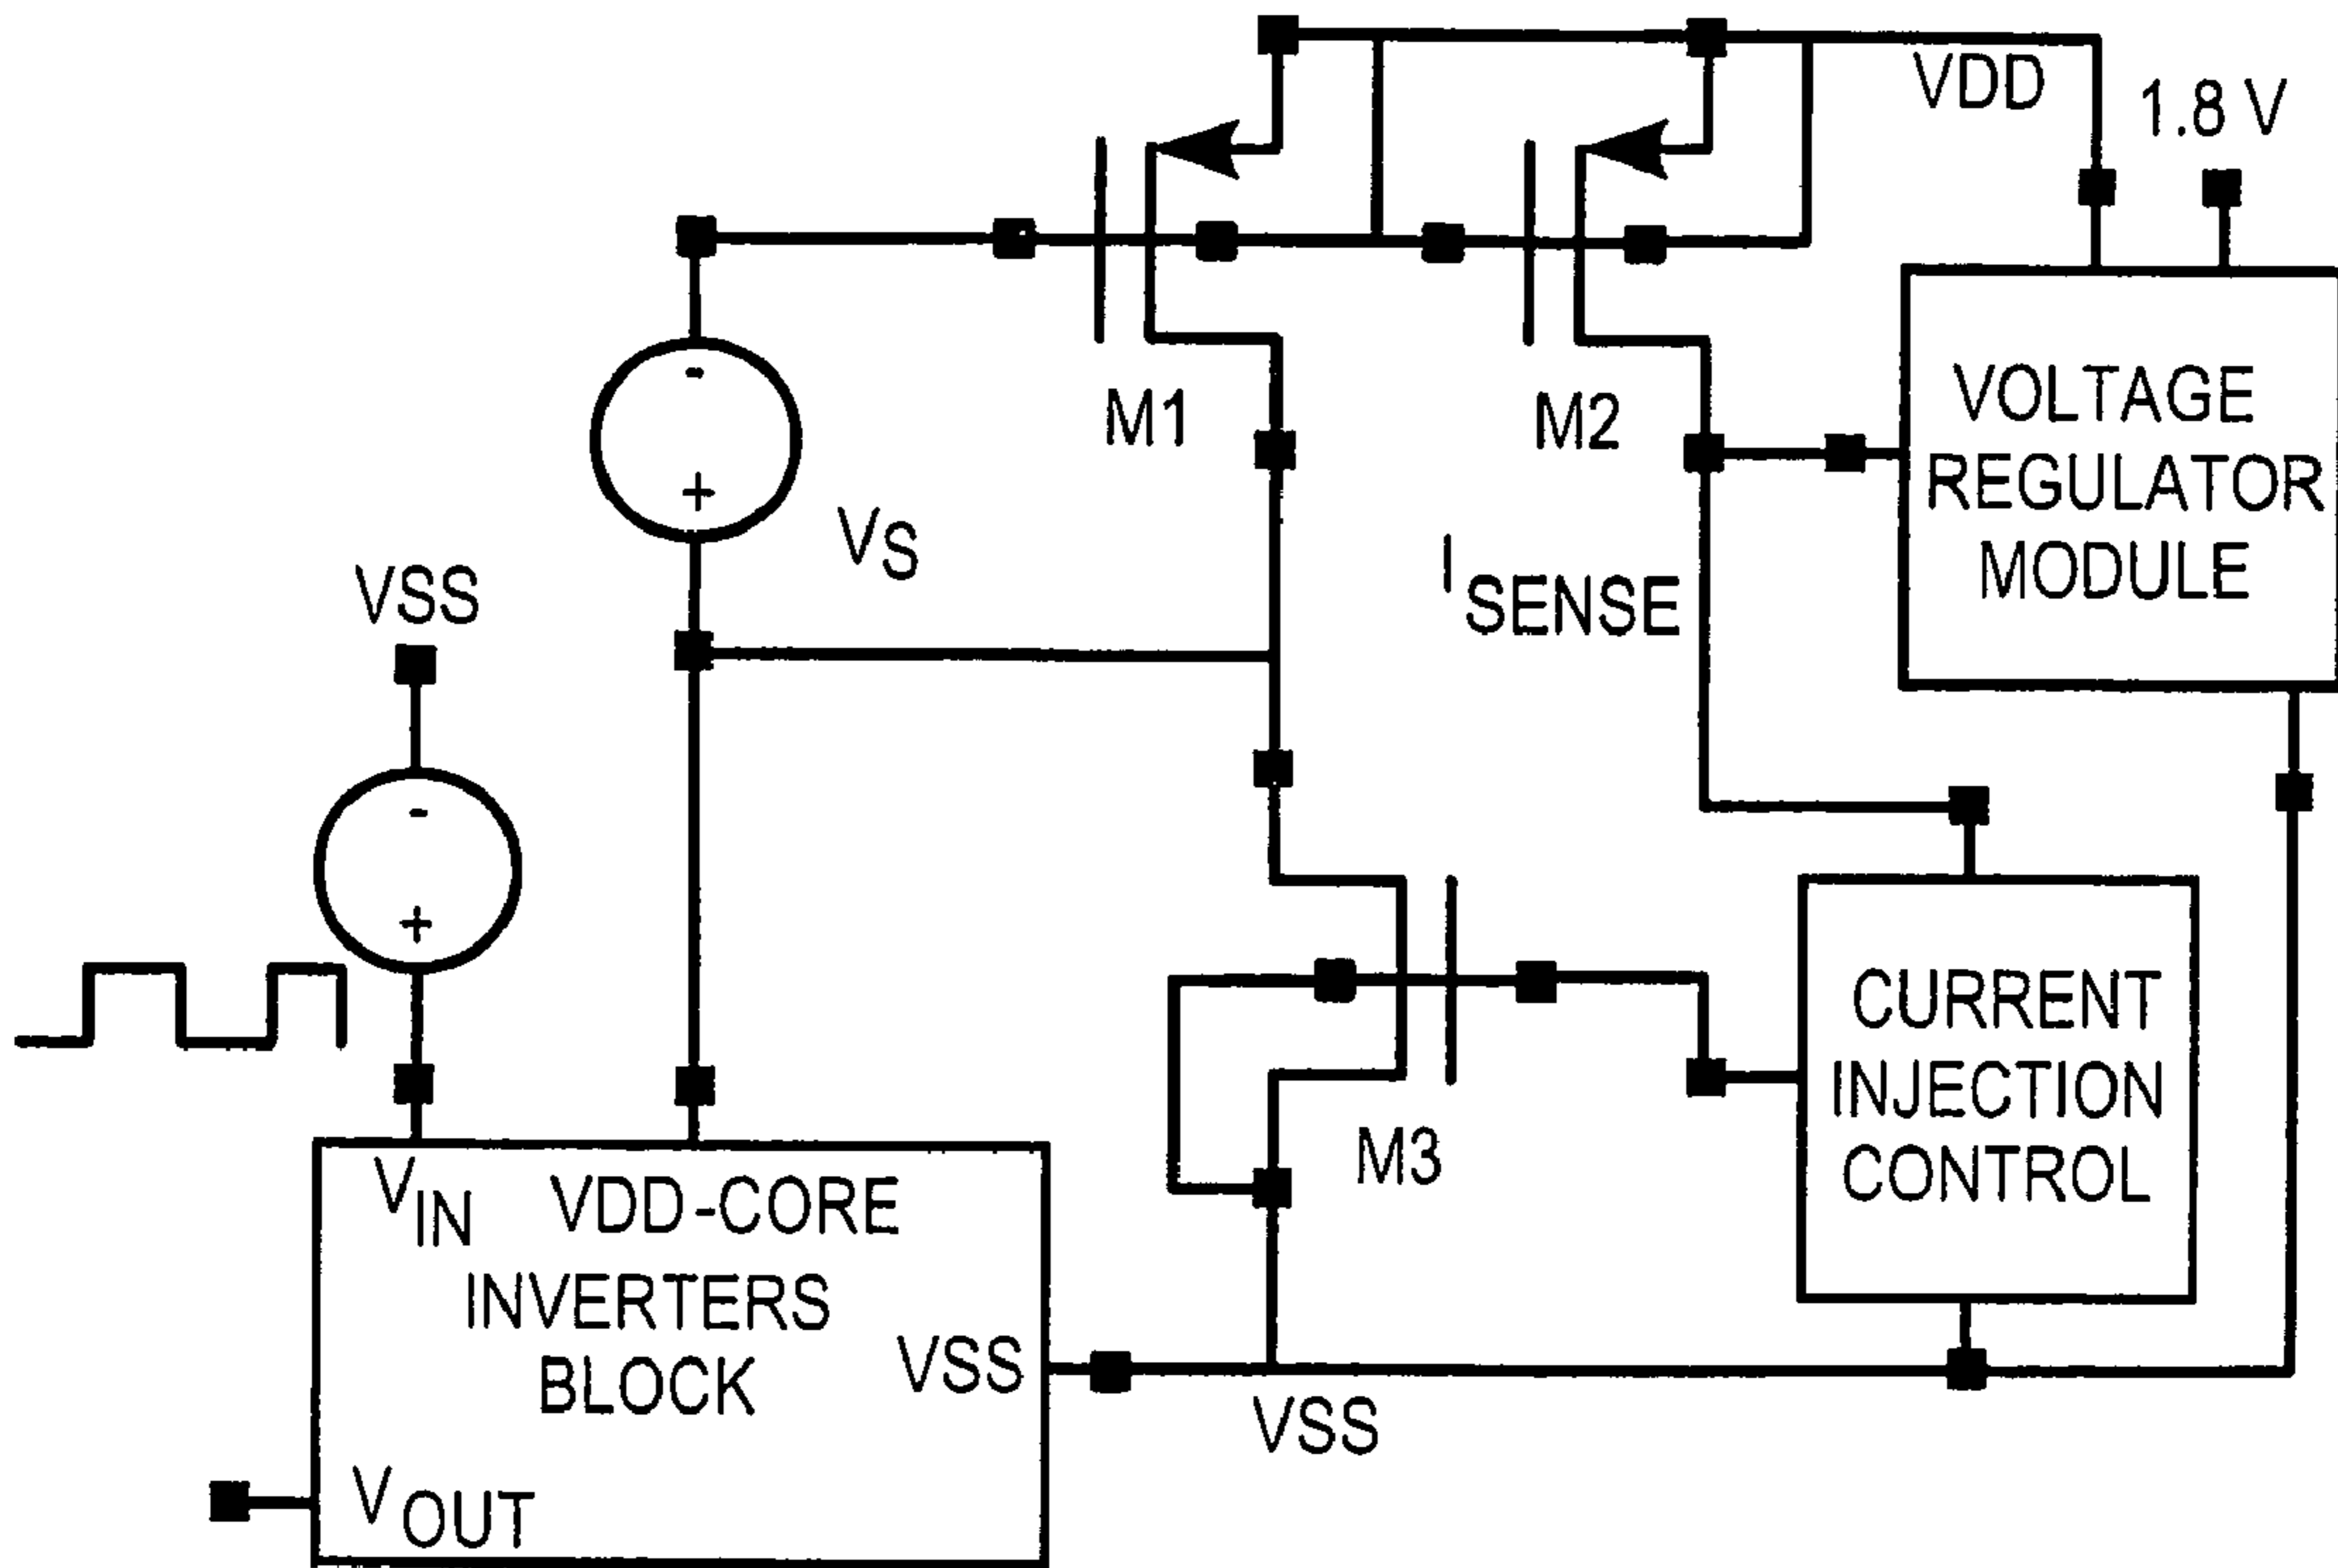 VDD
1.8 V
-
M1
M2
VOLTAGE
REGULATOR
MODULE
+
VS
ISENSE
VSS
-
+
CURRENT
INJECTION
CONTROL
M3
VIN
VDD-CORE
INVERTERS
BLOCK
VSS
VSS
VOUT